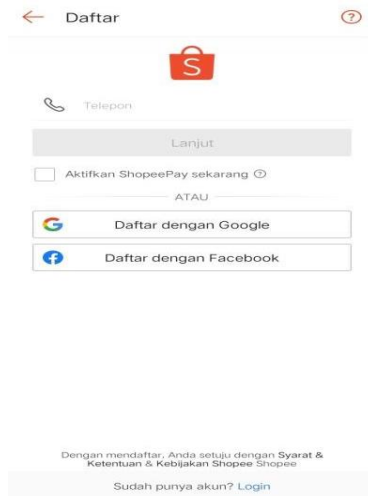 Daftar
?
S
Telepon
Lanjut
Aktifkan ShopeePay sekarang ?
ATAU
G Daftar dengan Google
f Daftar dengan Facebook
Dengan mendaftar, Anda setuju dengan Syarat &
Ketentuan & Kebijakan Shopee Shopee
Sudah punya akun? Login